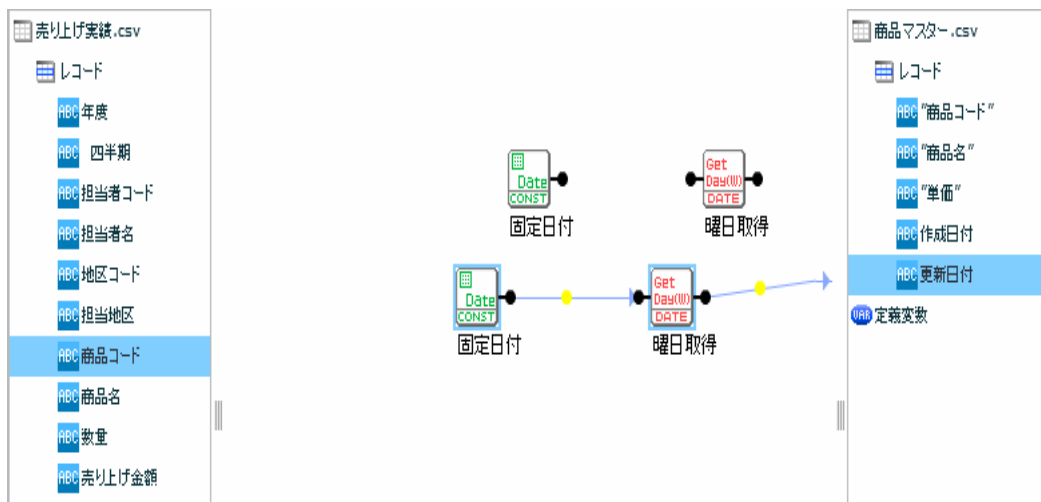 売り上げ実績.csv
レコード
ABC 年度
ABC 四半期
ABC 担当者コード
ABC 担当者名
ABC 地区コード
ABC 担当地区
ABC 商品コード
ABC 商品名
ABC 数量
ABC 売り上げ金額
Date
CONST
固定日付
Get
Day(W)
DATE
曜日取得
Date
CONST
固定日付
Get
Day(W)
DATE
曜日取得
商品マスター.csv
レコード
ABC "商品コード"
ABC "商品名"
ABC "単価"
ABC 作成日付
ABC 更新日付
VAR 定義変数